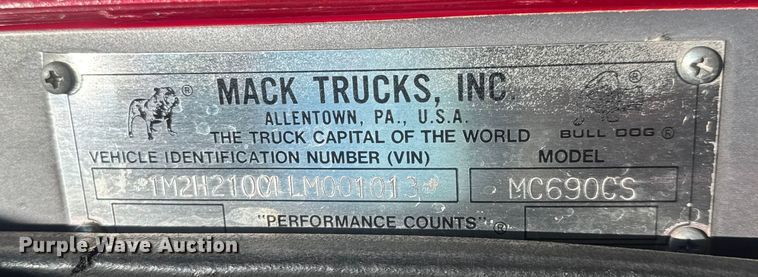 MACK TRUCKS, INC.
ALLENTOWN, PA., U.S.A.
THE TRUCK CAPITAL OF THE WORLD
BULL DOG®
VEHICLE IDENTIFICATION NUMBER (VIN) MODEL
*1M2H210C4LM001013* MC690CS
"PERFORMANCE COUNTS"®
Purple Wave Auction